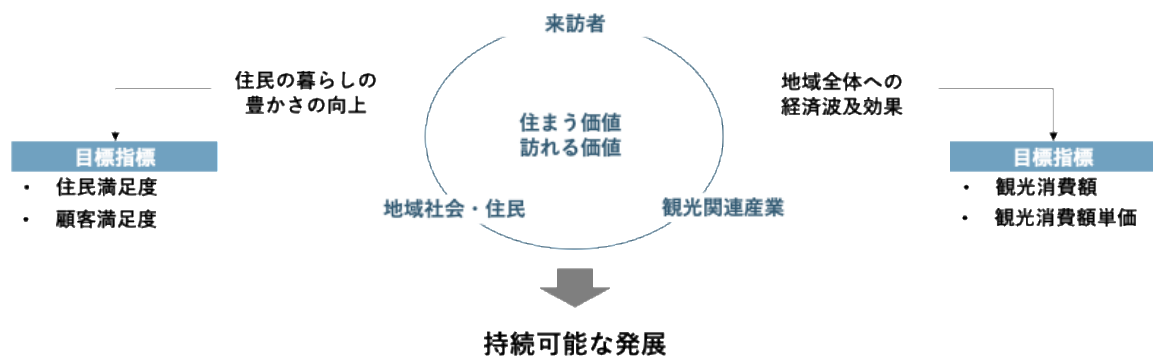 来訪者
住民の暮らしの
豊かさの向上
地域全体への
経済波及効果
住まう価値
訪れる価値
目標指標
・ 住民満足度
・ 顧客満足度
地域社会・住民
観光関連産業
目標指標
・ 観光消費額
・ 観光消費額単価
持続可能な発展